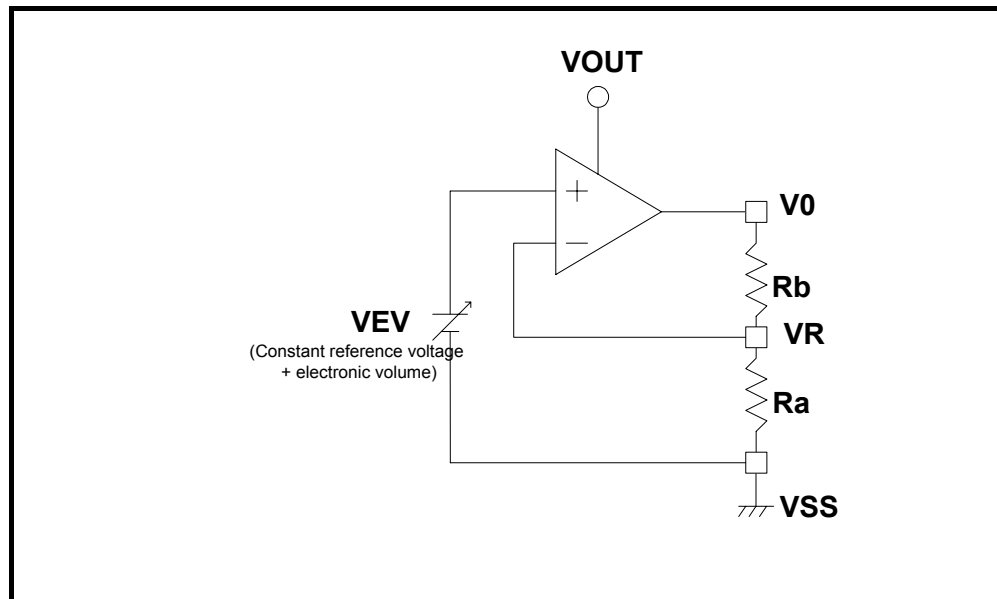 VOUT
+
−
V0
Rb
VEV
(Constant reference voltage
+ electronic volume)
VR
Ra
VSS